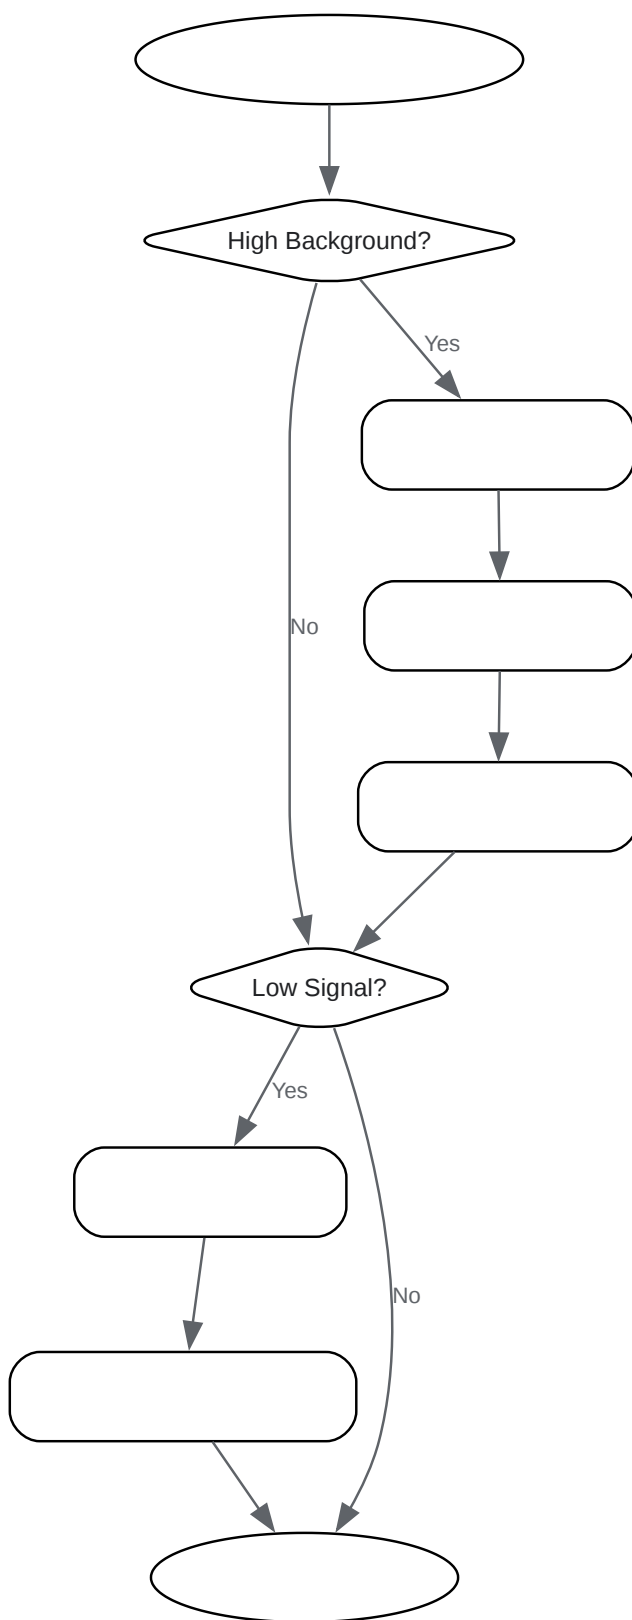 High Background?
Yes
No
Low Signal?
Yes
No